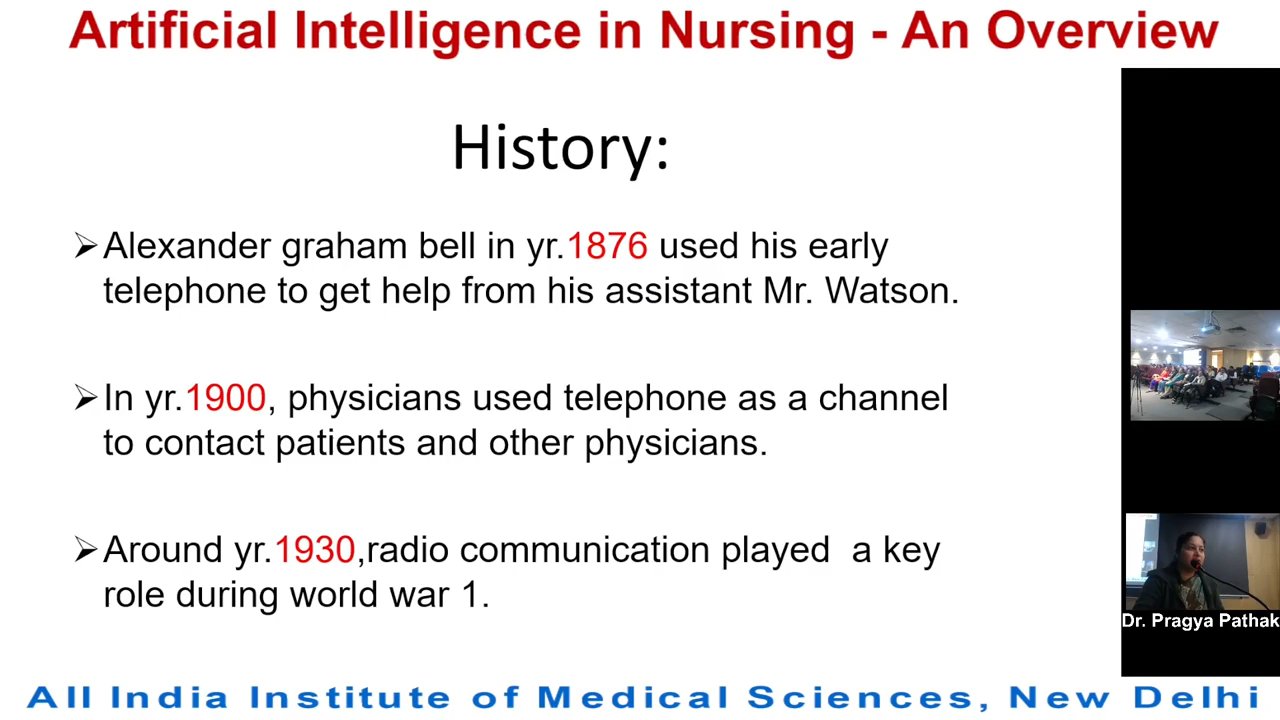 Artificial Intelligence in Nursing - An Overview
History:
➢Alexander graham bell in yr.1876 used his early
telephone to get help from his assistant Mr. Watson.
➢In yr.1900, physicians used telephone as a channel
to contact patients and other physicians.
➢Around yr.1930,radio communication played  a key
role during world war 1.
Dr. Pragya Pathak
All India Institute of Medical Sciences, New Delhi